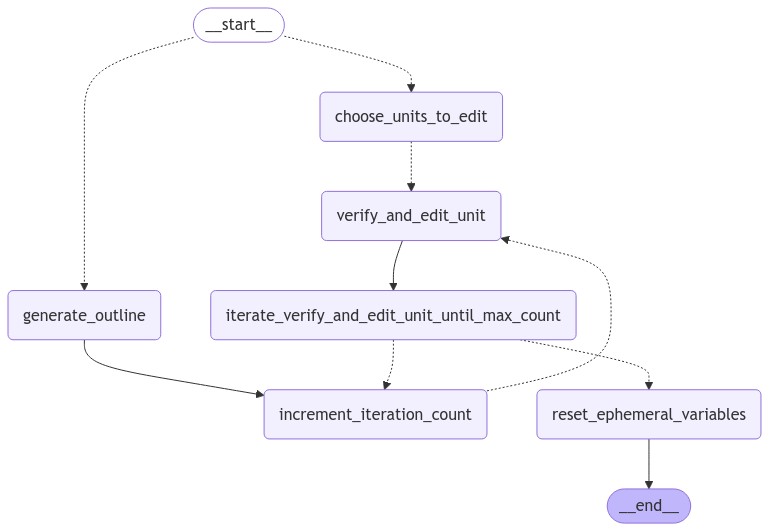 __start__
choose_units_to_edit
verify_and_edit_unit
generate_outline
iterate_verify_and_edit_unit_until_max_count
increment_iteration_count
reset_ephemeral_variables
__end__